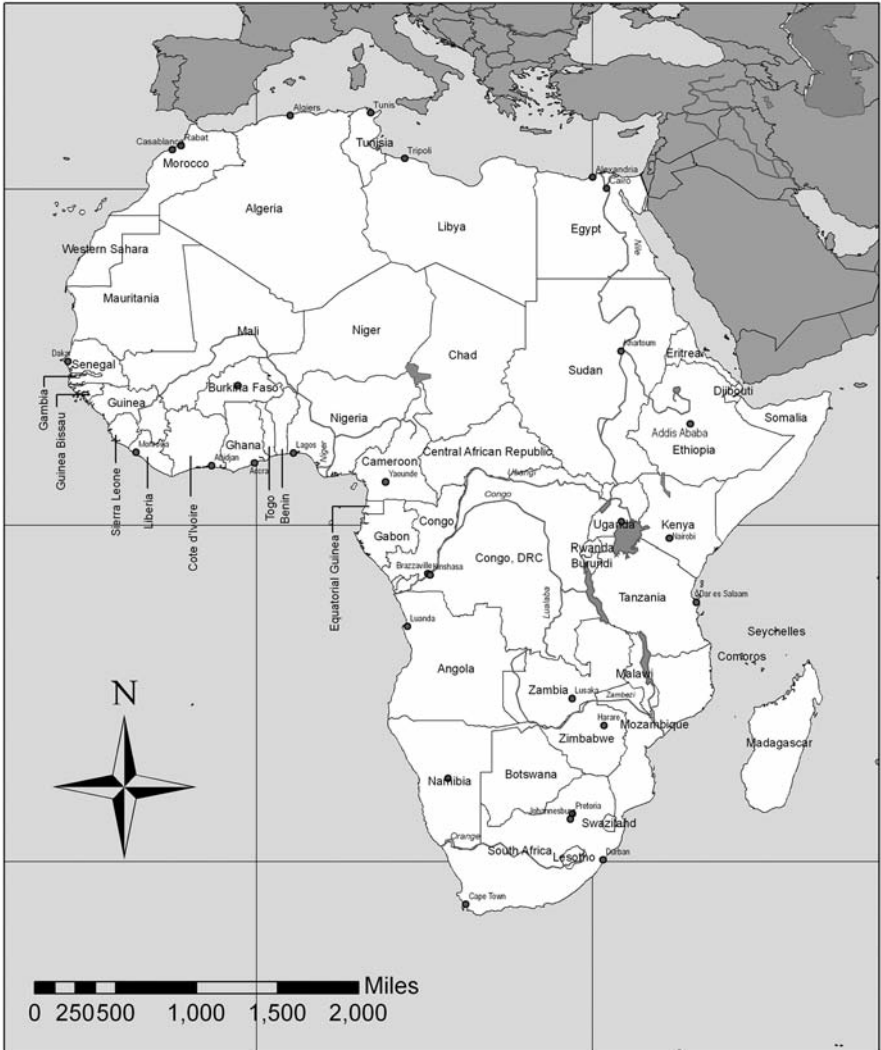 Algiers
Tunis
Casablanca
Rabat
Tunisia
Morocco
Tripoli
Alexandria
Cairo
Algeria
Libya
Egypt
Nile
Western Sahara
Mauritania
Mali
Niger
Chad
Sudan
Khartoum
Eritrea
Dakar
Senegal
Gambia
Guinea Bissau
Guinea
Burkina Faso
Djibouti
Somalia
Nigeria
Addis Ababa
Ethiopia
Sierra Leone
Liberia
Monrovia
Cote d'Ivoire
Abidjan
Ghana
Accra
Togo
Benin
Lagos
Niger
Central African Republic
Cameroon
Yaounde
Ubangi
Congo
Equatorial Guinea
Gabon
Congo
Uganda
Kenya
Nairobi
Rwanda
Burundi
Congo, DRC
Brazzaville
Kinshasa
Lualaba
Tanzania
Dar es Salaam
Luanda
Seychelles
Comoros
Angola
Malawi
Zambia
Lusaka
Zambezi
Harare
Mozambique
Zimbabwe
Madagascar
Namibia
Botswana
Pretoria
Johannesburg
Swaziland
Orange
South Africa
Lesotho
Durban
Cape Town
N
Miles
0 250 500 1,000 1,500 2,000